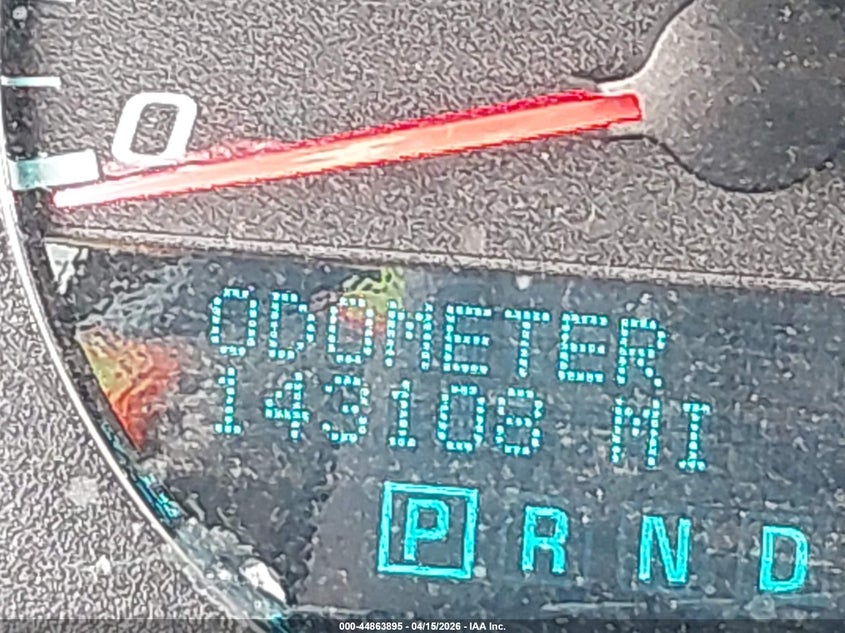 0
ODOMETER
143108 MI
P R N D
000-44863895 - 04/15/2026 - IAA Inc.